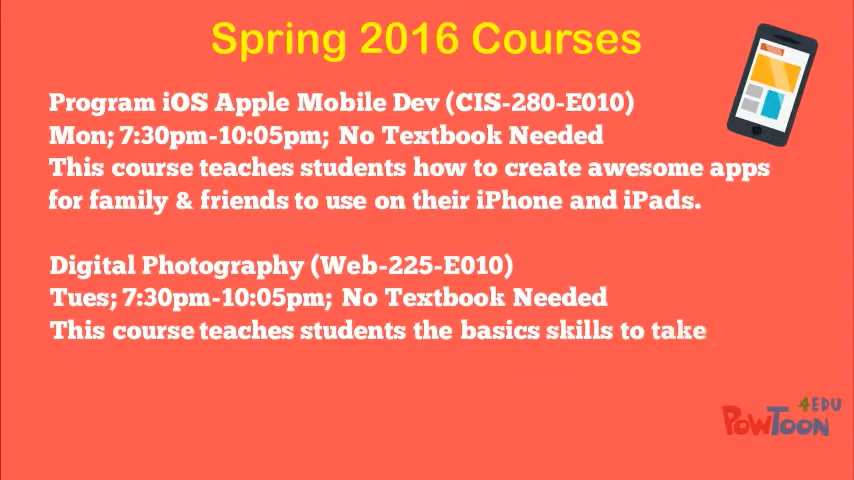 Spring 2016 Courses
Program iOS Apple Mobile Dev (CIS-280-E010)
Mon; 7:30pm-10:05pm; No Textbook Needed
This course teaches students how to create awesome apps
for family & friends to use on their iPhone and iPads.
Digital Photography (Web-225-E010)
Tues; 7:30pm-10:05pm; No Textbook Needed
This course teaches students the basics skills to take
4EDU
PowToon